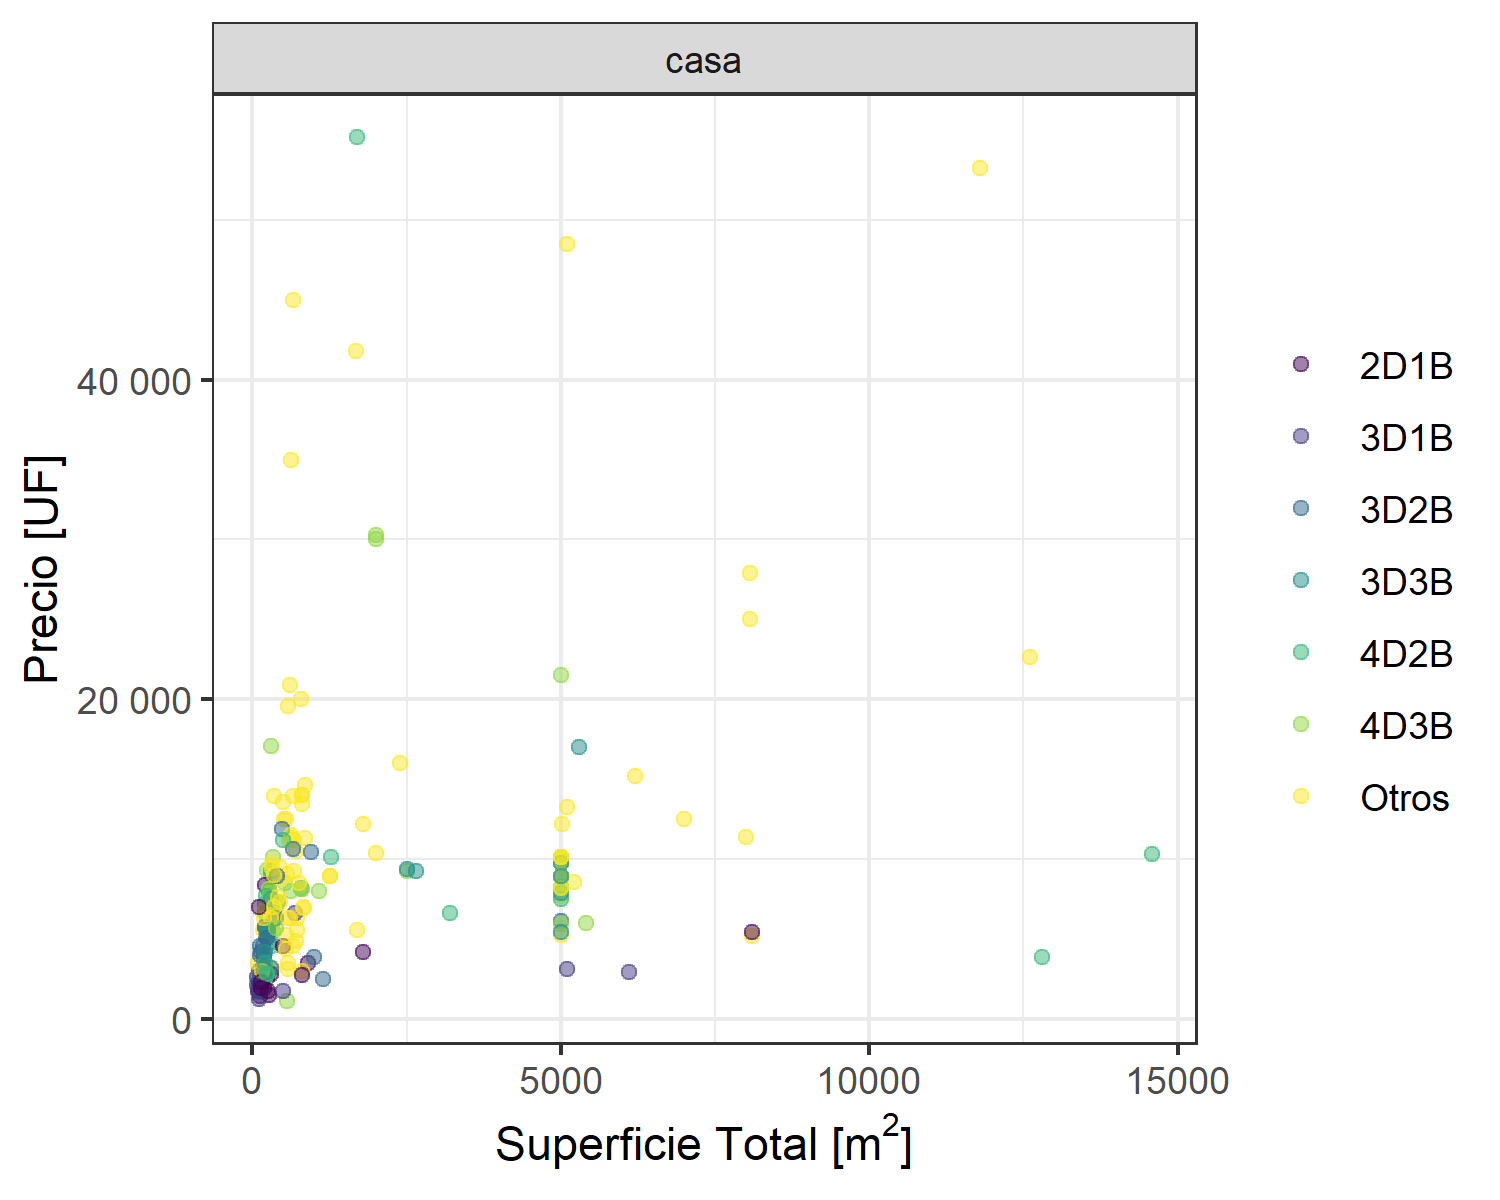 casa
Precio [UF]
40 000
20 000
0
0
5000
10000
15000
Superficie Total [m²]
2D1B
3D1B
3D2B
3D3B
4D2B
4D3B
Otros